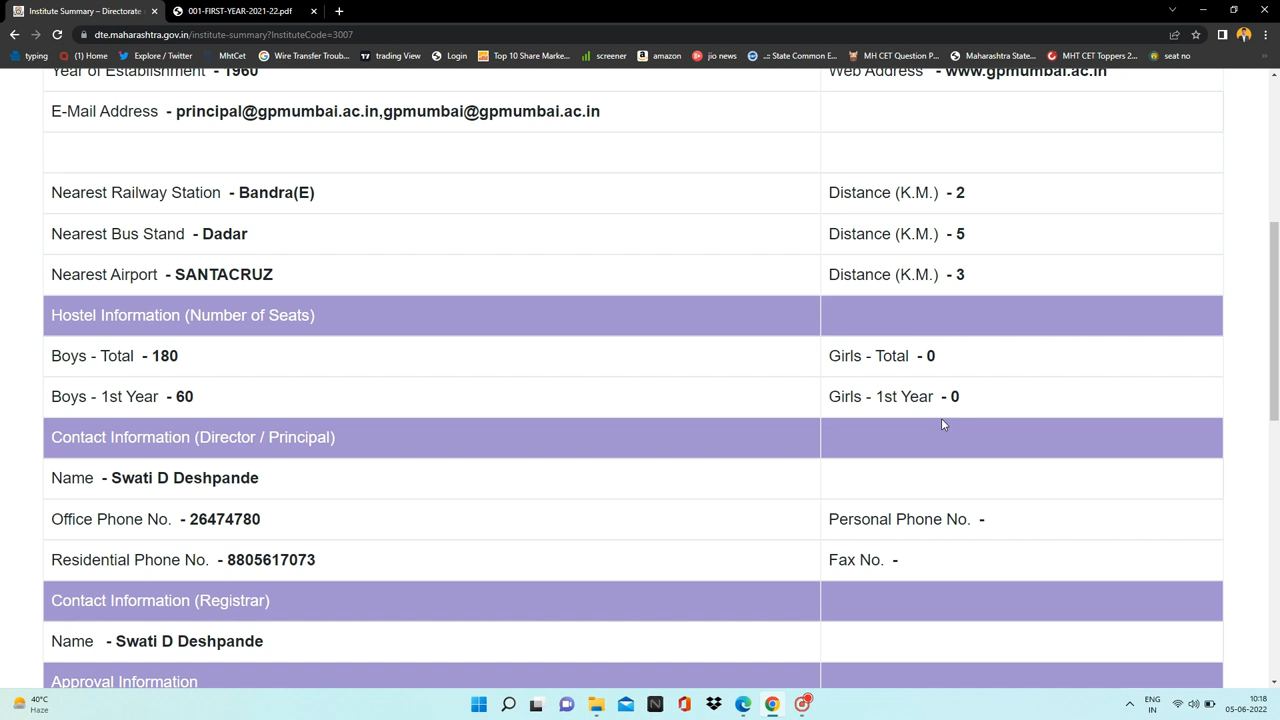 Institute Summary – Directorate
001-FIRST-YEAR-2021-22.pdf
dte.maharashtra.gov.in/institute-summary?InstituteCode=3007
typing
(1) Home
Explore / Twitter
MhtCet
Wire Transfer Troub...
trading View
Login
Top 10 Share Marke...
screener
amazon
jio news
..:: State Common E...
MH CET Question P...
Maharashtra State...
MHT CET Toppers 2...
seat no
Year of Establishment - 1960
Web Address - www.gpmumbai.ac.in
E-Mail Address - principal@gpmumbai.ac.in,gpmumbai@gpmumbai.ac.in
Nearest Railway Station - Bandra(E)
Distance (K.M.) - 2
Nearest Bus Stand - Dadar
Distance (K.M.) - 5
Nearest Airport - SANTACRUZ
Distance (K.M.) - 3
Hostel Information (Number of Seats)
Boys - Total - 180
Girls - Total - 0
Boys - 1st Year - 60
Girls - 1st Year - 0
Contact Information (Director / Principal)
Name - Swati D Deshpande
Office Phone No. - 26474780
Personal Phone No. -
Residential Phone No. - 8805617073
Fax No. -
Contact Information (Registrar)
Name - Swati D Deshpande
Approval Information
40°C
Haze
ENG
IN
10:18
05-06-2022